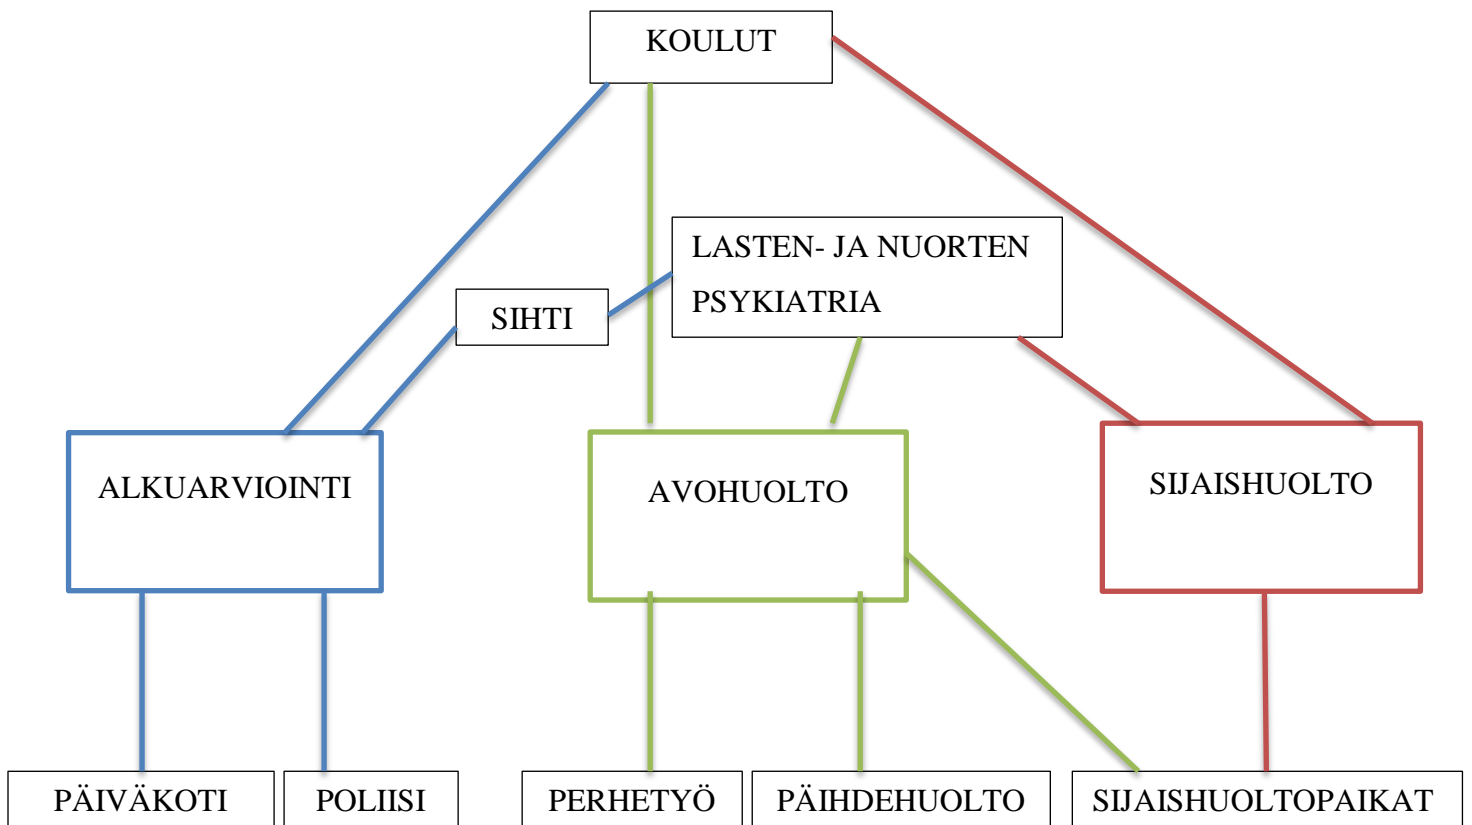 KOULUT
LASTEN- JA NUORTEN
PSYKIATRIA
SIHTI
ALKUARVIOINTI
AVOHUOLTO
SIJAISHUOLTO
PÄIVÄKOTI
POLIISI
PERHETYÖ
PÄIHDEHUOLTO
SIJAISHUOLTOPAIKAT